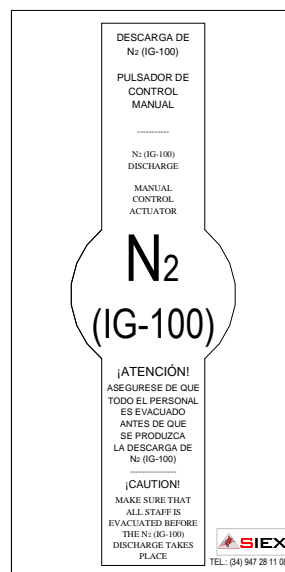 DESCARGA DE
N2 (IG-100)
PULSADOR DE
CONTROL
MANUAL
-----------
N2 (IG-100)
DISCHARGE
MANUAL
CONTROL
ACTUATOR
N2
(IG-100)
¡ATENCIÓN!
ASEGURESE DE QUE
TODO EL PERSONAL
ES EVACUADO
ANTES DE QUE
SE PRODUZCA
LA DESCARGA DE
N2 (IG-100)
----------------
¡CAUTION!
MAKE SURE THAT
ALL STAFF IS
EVACUATED BEFORE
THE N2 (IG-100)
DISCHARGE TAKES
PLACE
SIEX
TEL.: (34) 947 28 11 08